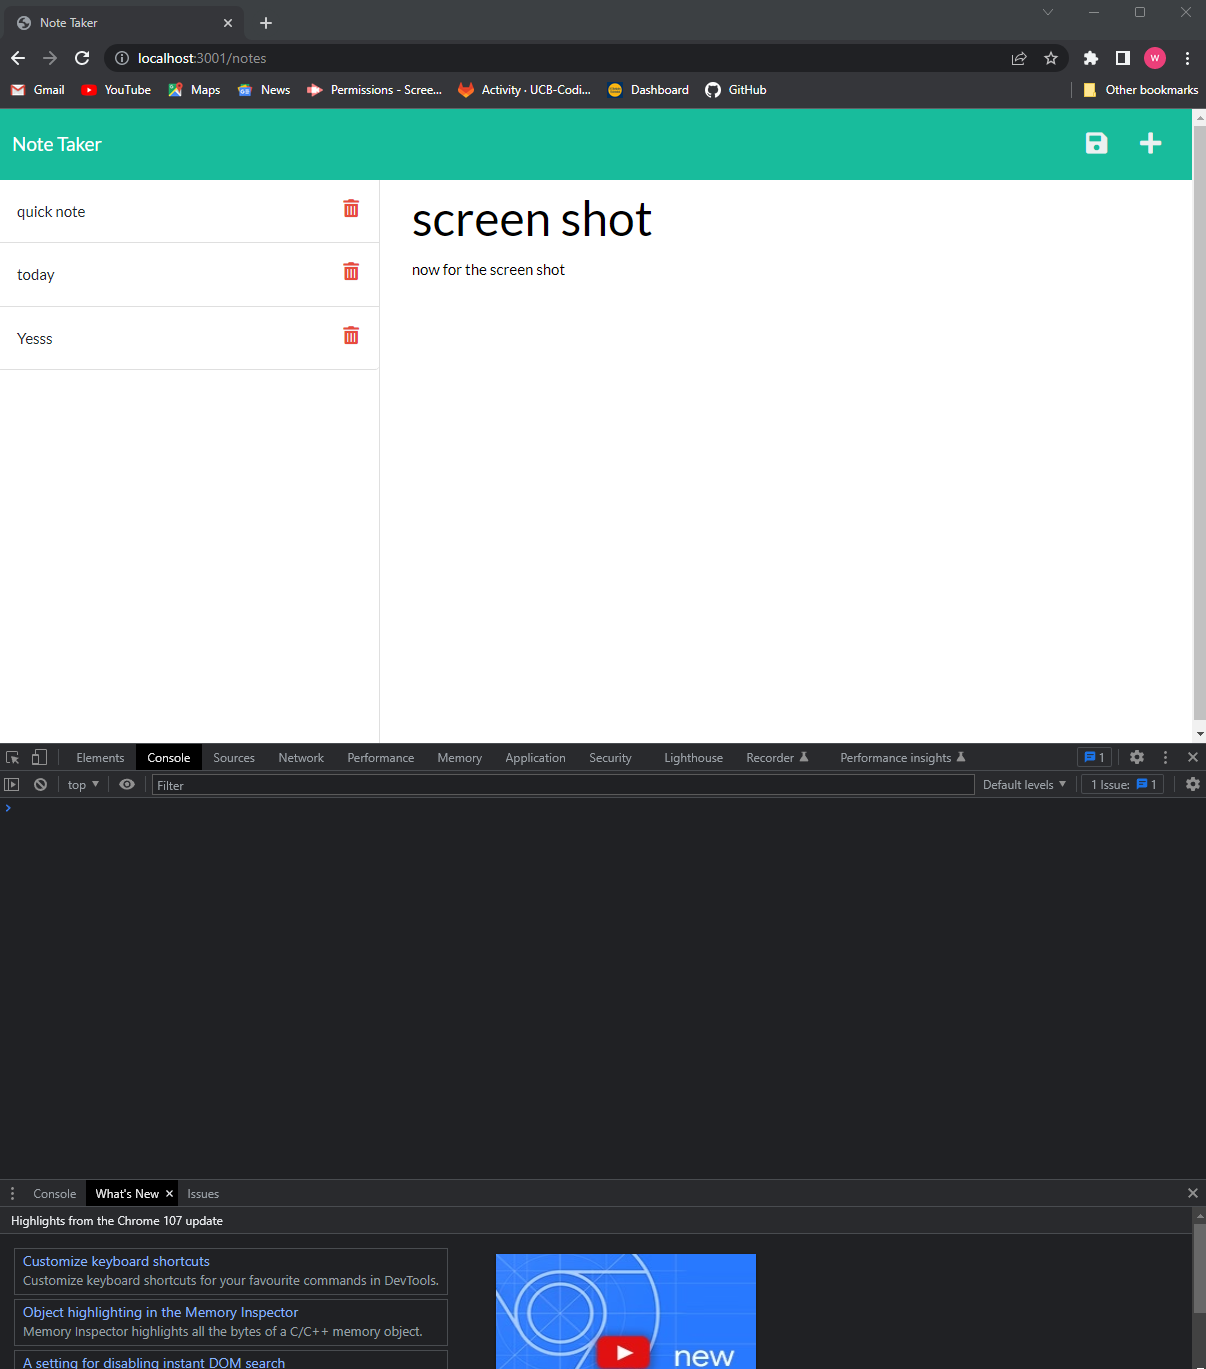 Note Taker
localhost:3001/notes
Gmail YouTube Maps News Permissions - Scree... Activity · UCB-Codi... Dashboard GitHub Other bookmarks
Note Taker
quick note
today
Yesss
screen shot
now for the screen shot
Elements Console Sources Network Performance Memory Application Security Lighthouse Recorder Performance insights 1
top Filter Default levels 1 Issue: 1
Console What's New Issues
Highlights from the Chrome 107 update
Customize keyboard shortcuts
Customize keyboard shortcuts for your favourite commands in DevTools.
Object highlighting in the Memory Inspector
Memory Inspector highlights all the bytes of a C/C++ memory object.
A setting for disabling instant DOM search
new